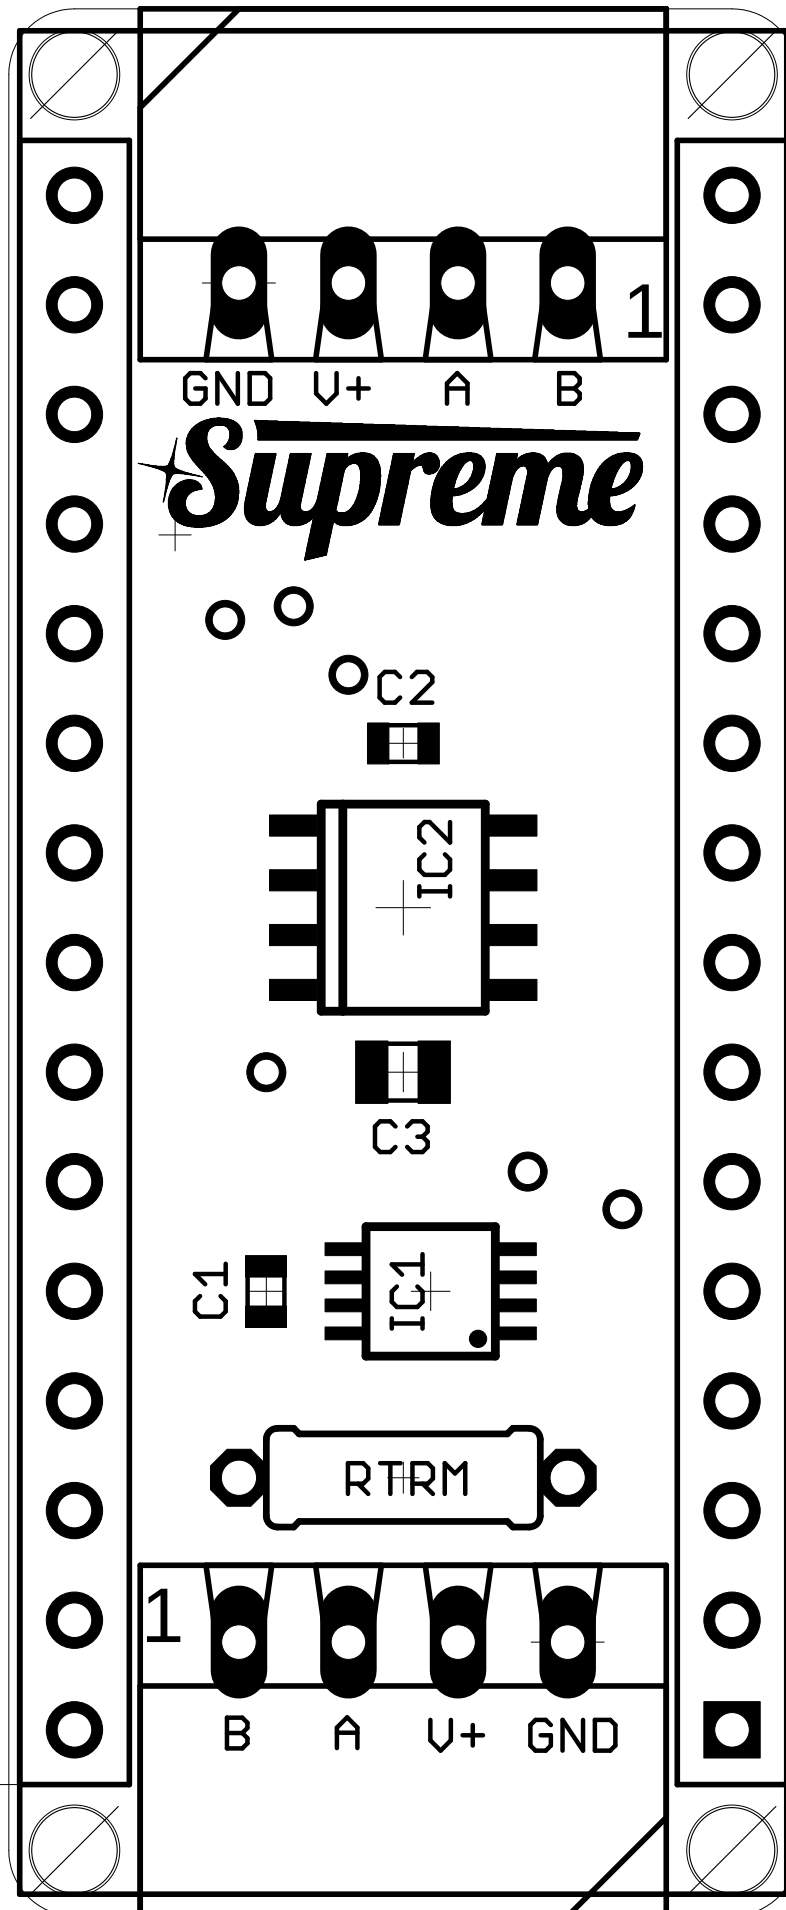 1
GND V+ A B
Supreme
C2
IC2
C3
C1
IC1
RTRM
1
B A V+ GND